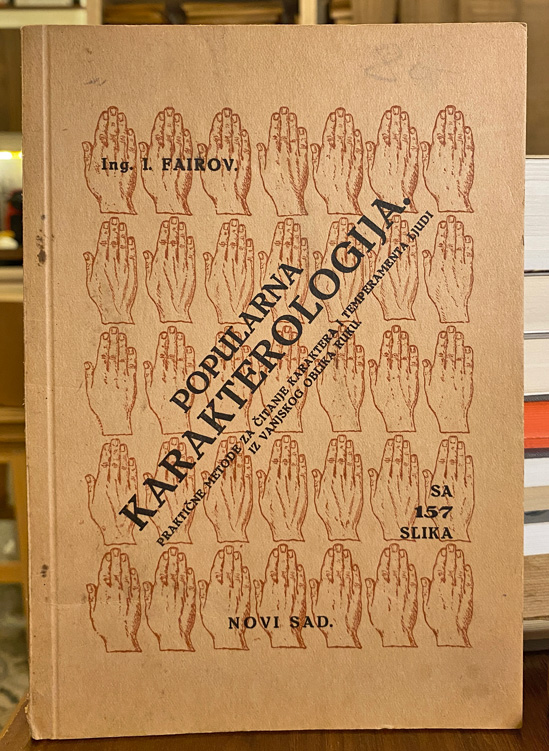 Ing. I. FAIROV.
POPULARNA
KARAKTEROLOGIJA.
PRAKTIČNE METODE ZA ČITANJE KARAKTERA I TEMPERAMENTA LJUDI
IZ VANJSKOG OBLIKA RUKU
SA
157
SLIKA
NOVI SAD.